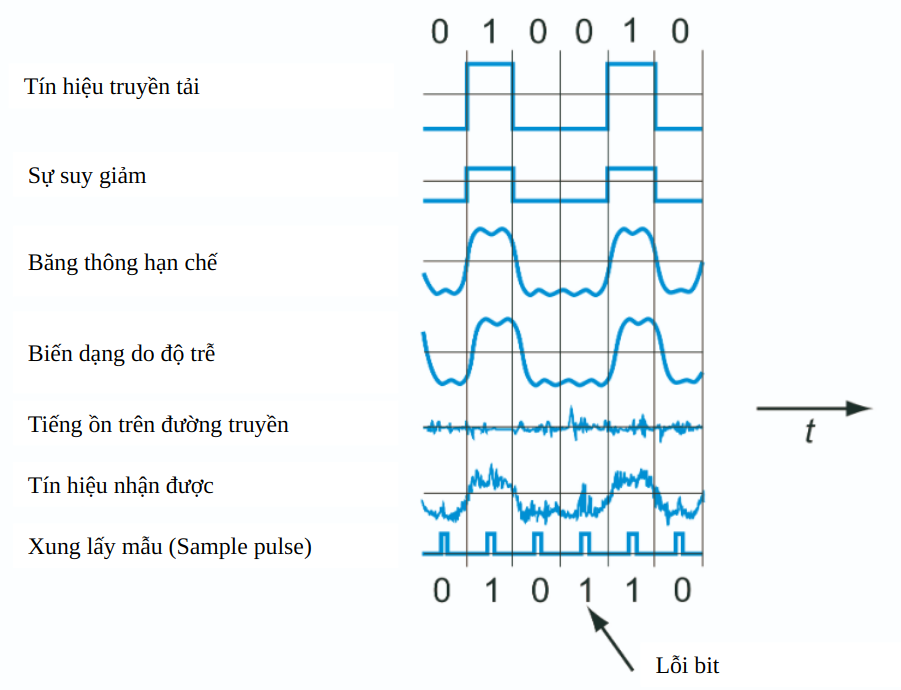 0 1 0 0 1 0
Tín hiệu truyền tải
Sự suy giảm
Băng thông hạn chế
Biến dạng do độ trễ
Tiếng ồn trên đường truyền
t
Tín hiệu nhận được
Xung lấy mẫu (Sample pulse)
0 1 0 1 1 0
Lỗi bit